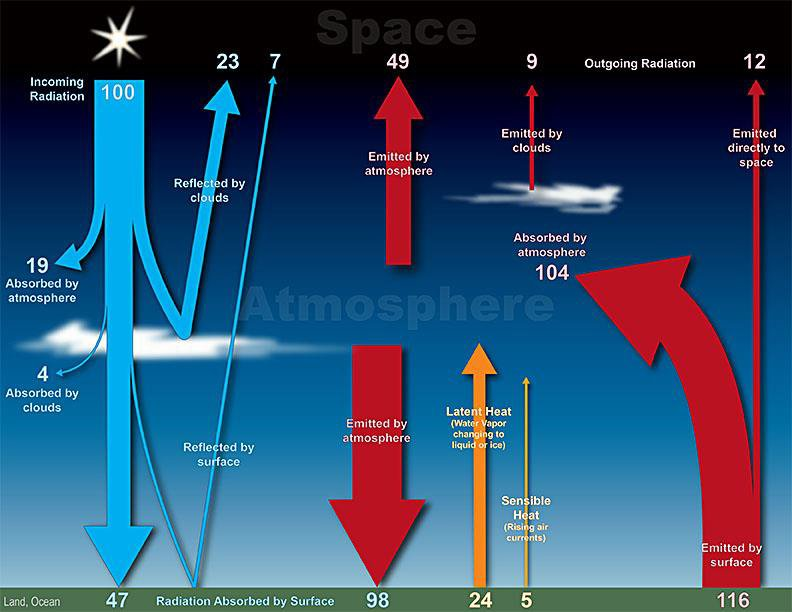 Space
23
7
49
9
Outgoing Radiation
12
Incoming
Radiation
100
Emitted by
clouds
Emitted
directly to
space
Emitted by
atmosphere
Reflected by
clouds
Absorbed by
atmosphere
104
19
Absorbed by
atmosphere
Atmosphere
4
Absorbed by
clouds
Latent Heat
(Water Vapor
changing to
liquid or ice)
Emitted by
atmosphere
Reflected by
surface
Sensible
Heat
(Rising air
currents)
Emitted by
surface
Land, Ocean
47
Radiation Absorbed by Surface
98
24
5
116